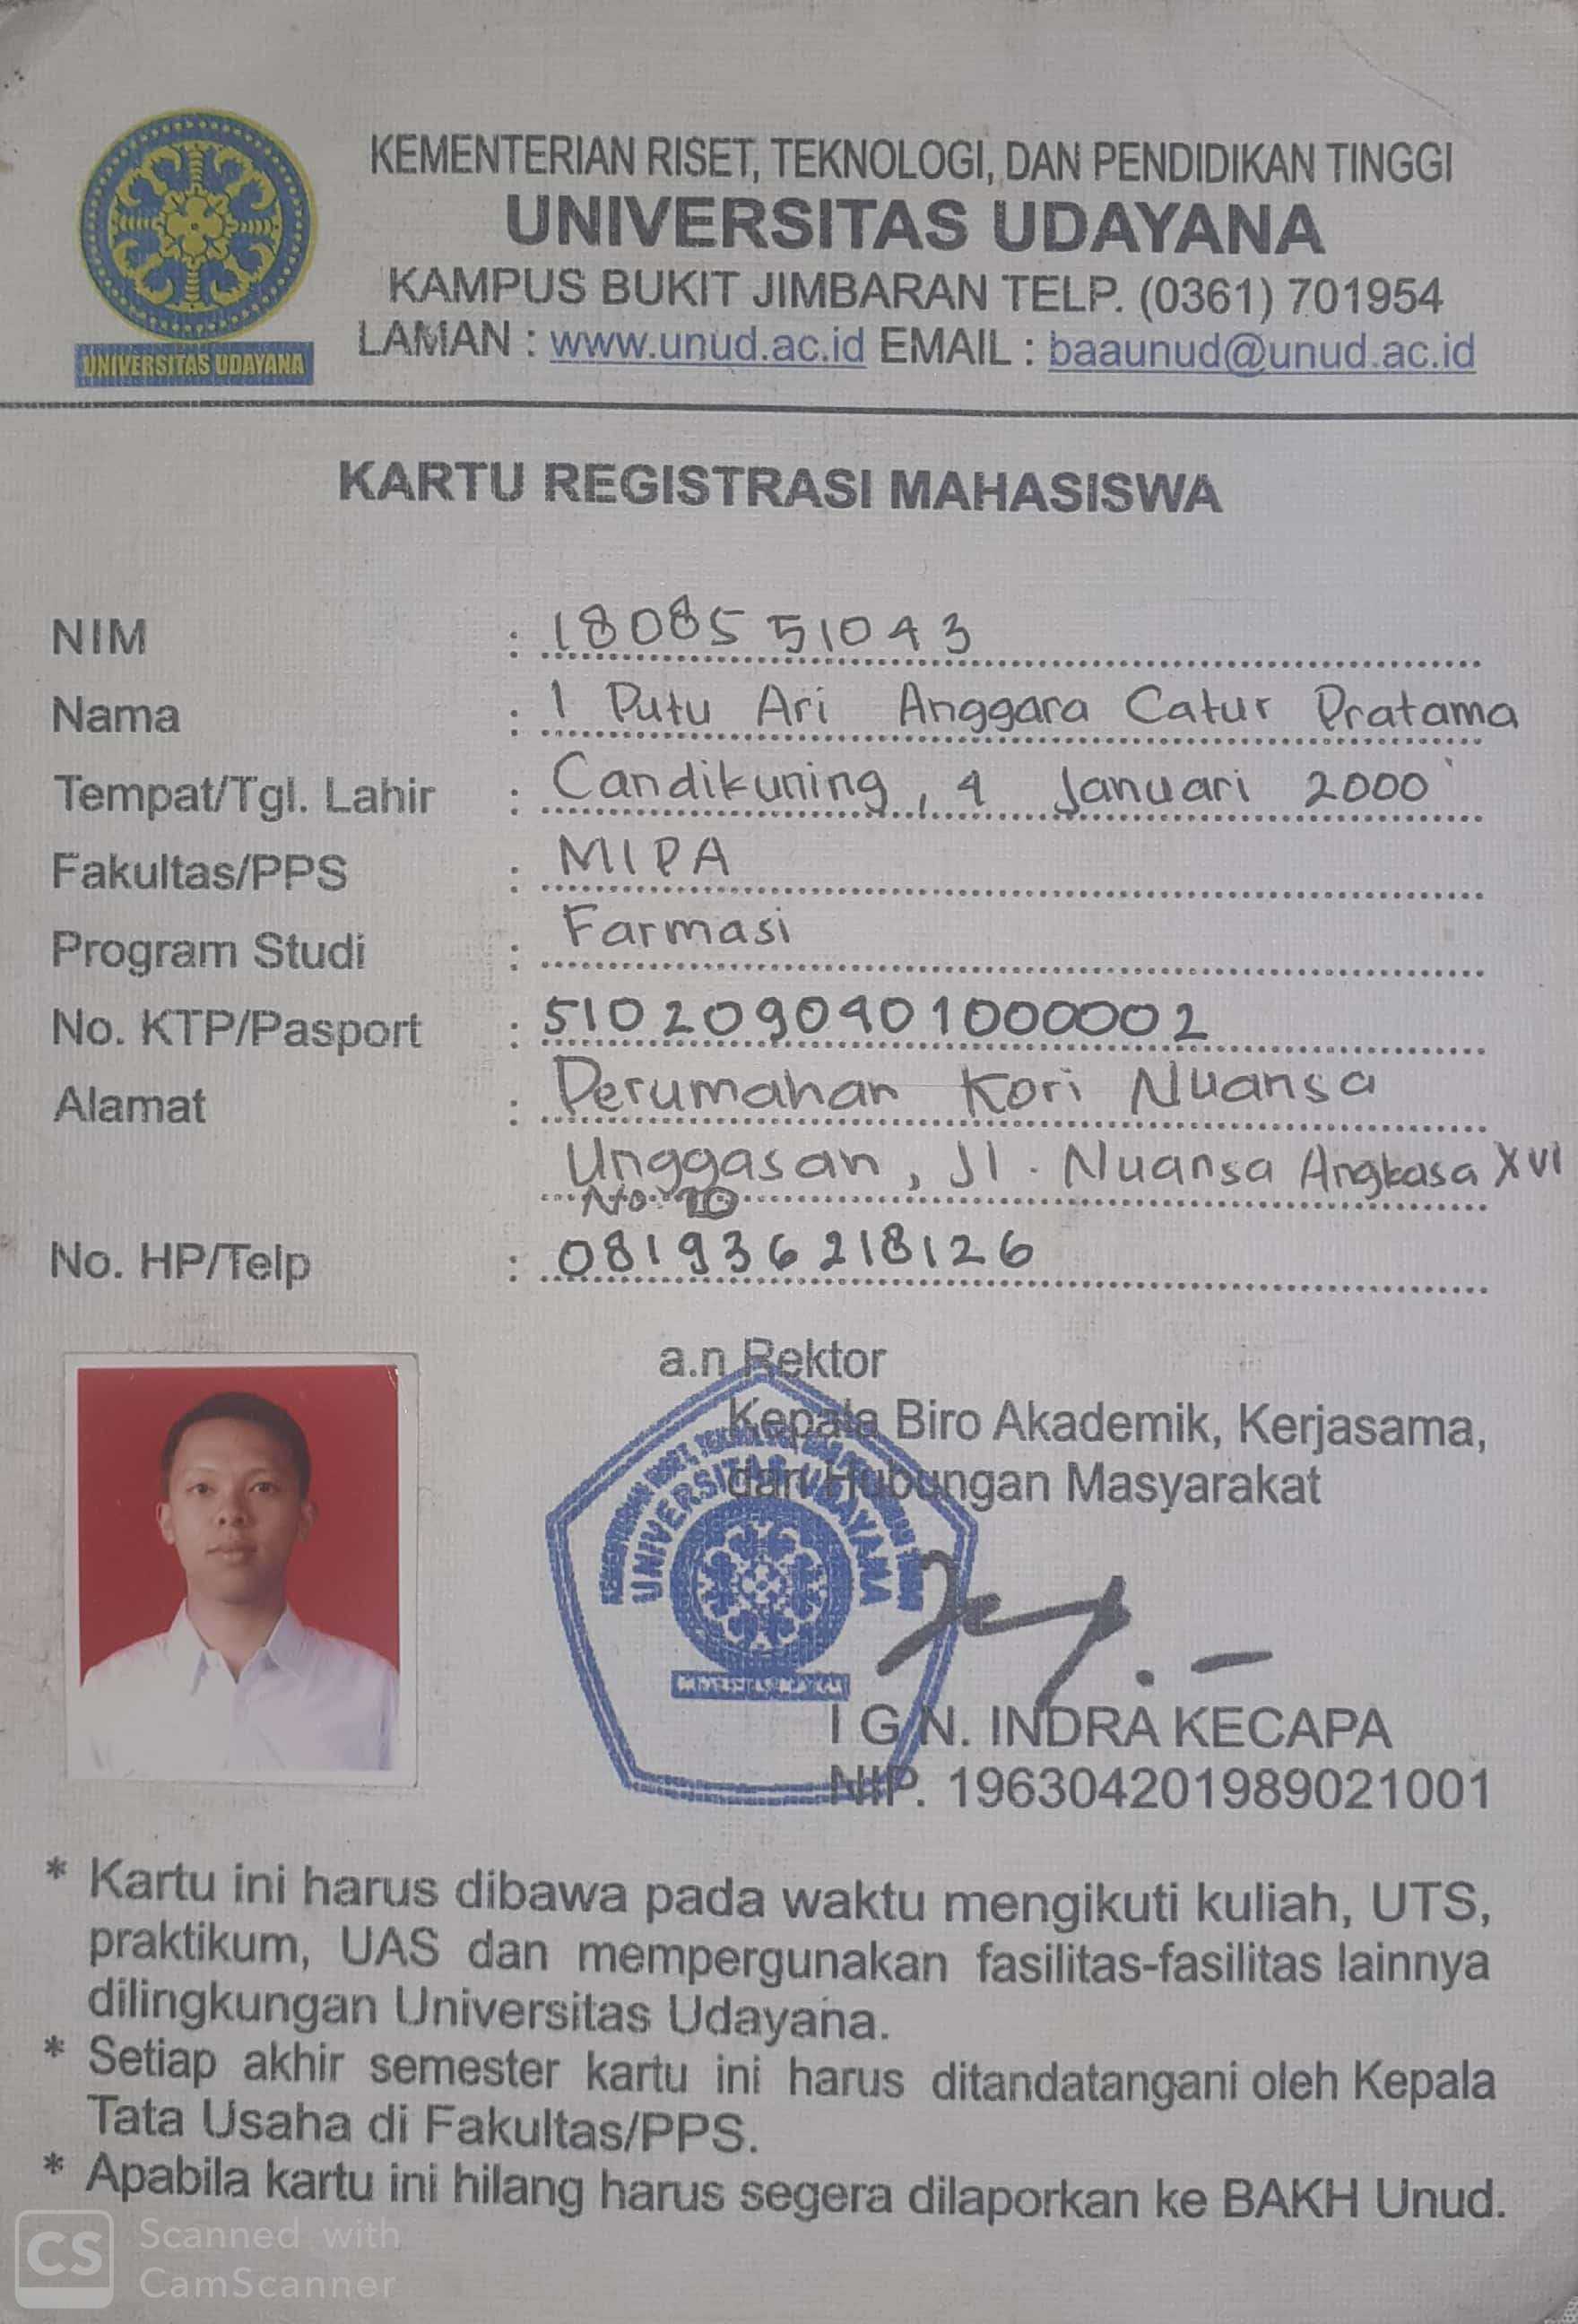 KEMENTERIAN RISET, TEKNOLOGI, DAN PENDIDIKAN TINGGI
UNIVERSITAS UDAYANA
KAMPUS BUKIT JIMBARAN TELP. (0361) 701954
LAMAN : www.unud.ac.id EMAIL : baaunud@unud.ac.id
UNIVERSITAS UDAYANA
KARTU REGISTRASI MAHASISWA
NIM : 1808551043
Nama : I Putu Ari Anggara Catur Pratama
Tempat/Tgl. Lahir : Candikuning, 4 Januari 2000
Fakultas/PPS : MIPA
Program Studi : Farmasi
No. KTP/Pasport : 5102090401000002
Alamat : Perumahan Kori Nuansa
Unggasan, Jl. Nuansa Angkasa XVI
No. 20
No. HP/Telp : 081936218126
a.n Rektor
Kepala Biro Akademik, Kerjasama,
dan Hubungan Masyarakat
UNIVERSITAS UDAYANA
I G.N. INDRA KECAPA
NIP. 196304201989021001
* Kartu ini harus dibawa pada waktu mengikuti kuliah, UTS,
praktikum, UAS dan mempergunakan fasilitas-fasilitas lainnya
dilingkungan Universitas Udayana.
* Setiap akhir semester kartu ini harus ditandatangani oleh Kepala
Tata Usaha di Fakultas/PPS.
* Apabila kartu ini hilang harus segera dilaporkan ke BAKH Unud.
CS Scanned with
CamScanner